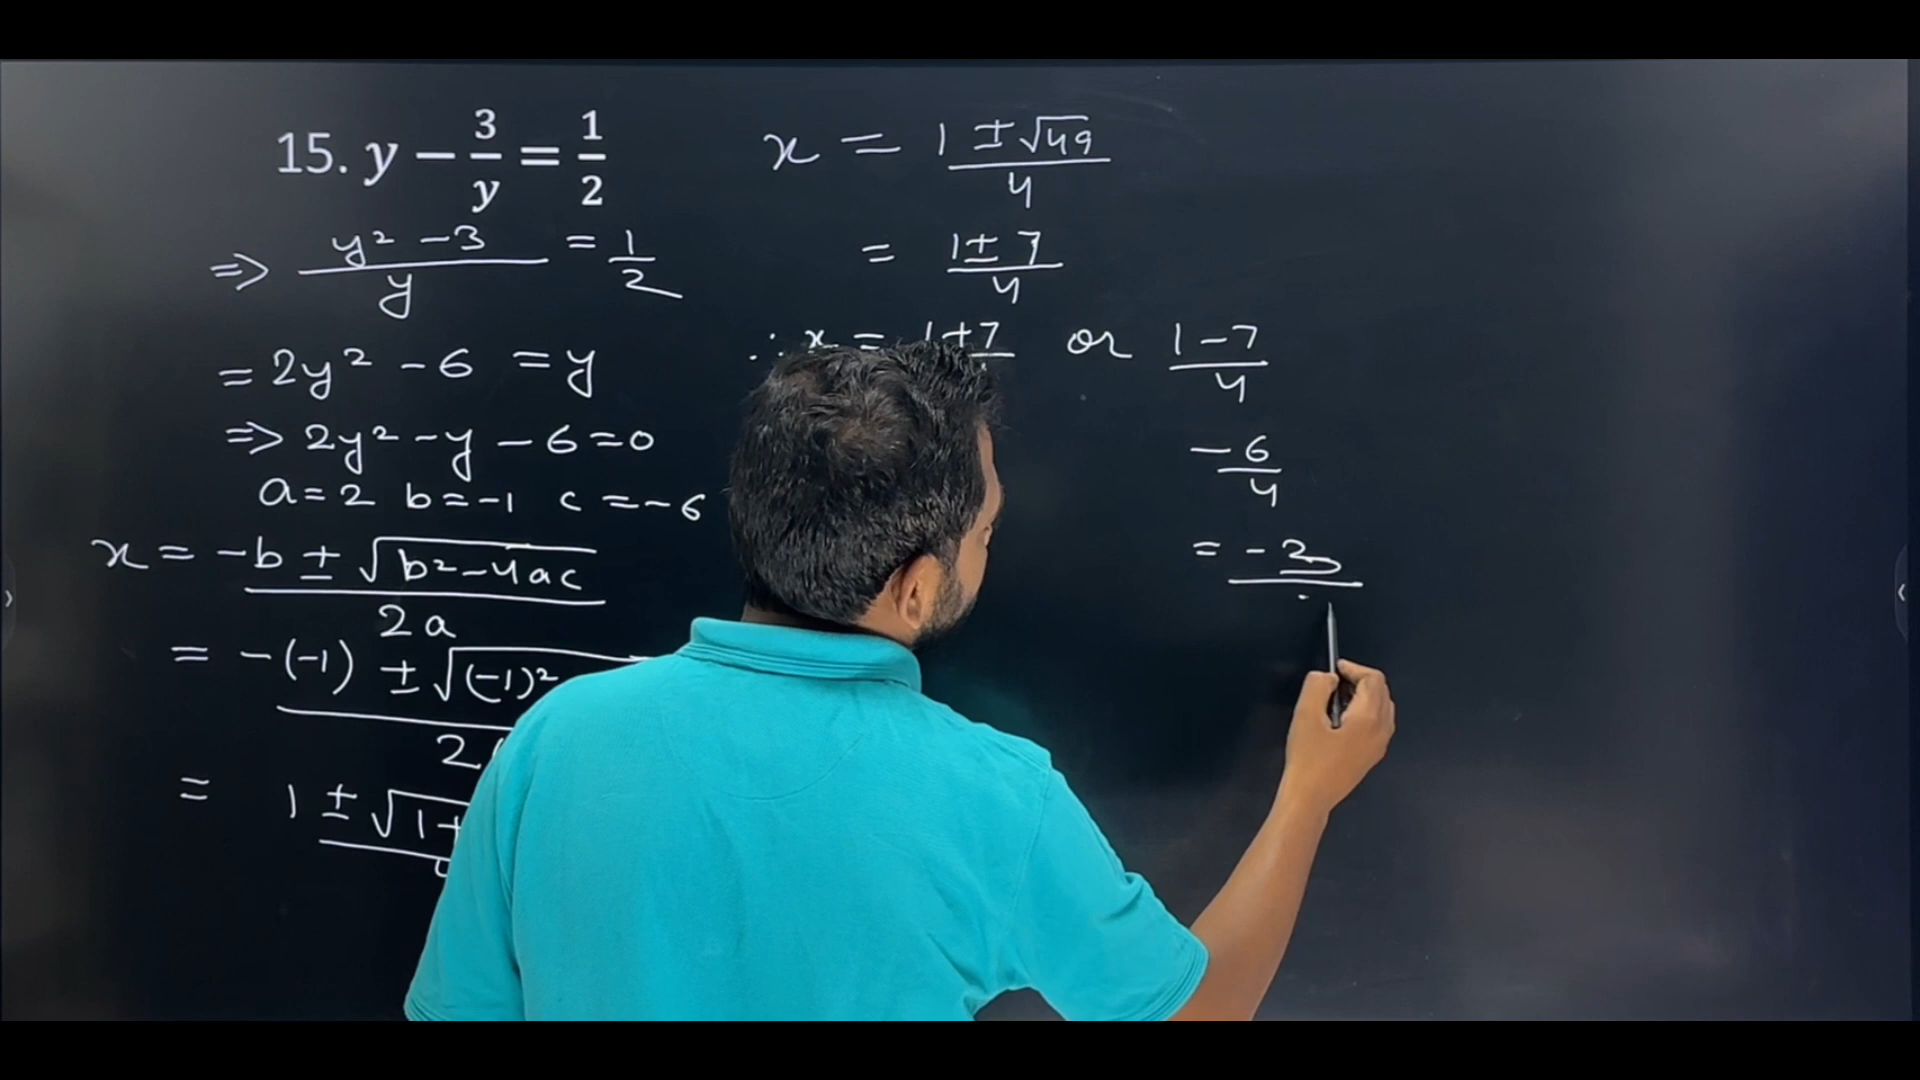 15. y − 3/y = 1/2
=> y² - 3 / y = 1/2
= 2y² - 6 = y
=> 2y² - y - 6 = 0
a = 2 b = -1 c = -6
x = -b ± √b² - 4ac / 2a
= -(-1) ± √(-1)² / 2
= 1 ± √1+
x = 1 ± √49 / 4
= 1 ± 7 / 4
∴ x = 1+7 or 1-7 / 4
-6/4
= -3